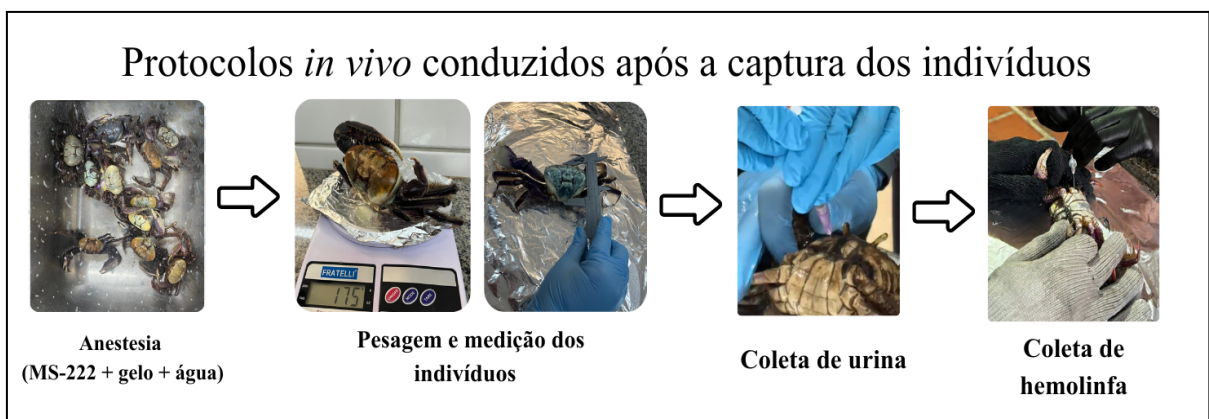 Protocolos in vivo conduzidos após a captura dos indivíduos
FRATELLI
175
Anestesia
(MS-222 + gelo + água)
Pesagem e medição dos
indivíduos
Coleta de urina
Coleta de
hemolinfa